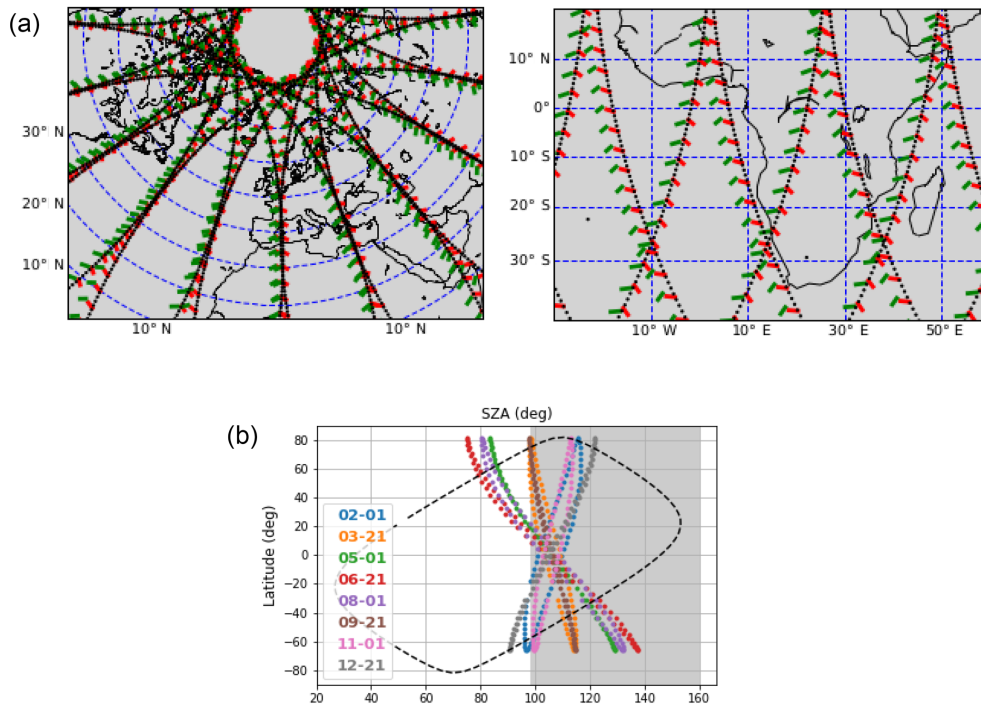 (a)
30° N
20° N
10° N
10° N
10° N
10° N
0°
10° S
20° S
30° S
10° W
10° E
30° E
50° E
(b)
SZA (deg)
Latitude (deg)
80
60
40
20
0
−20
−40
−60
−80
02-01
03-21
05-01
06-21
08-01
09-21
11-01
12-21
20
40
60
80
100
120
140
160